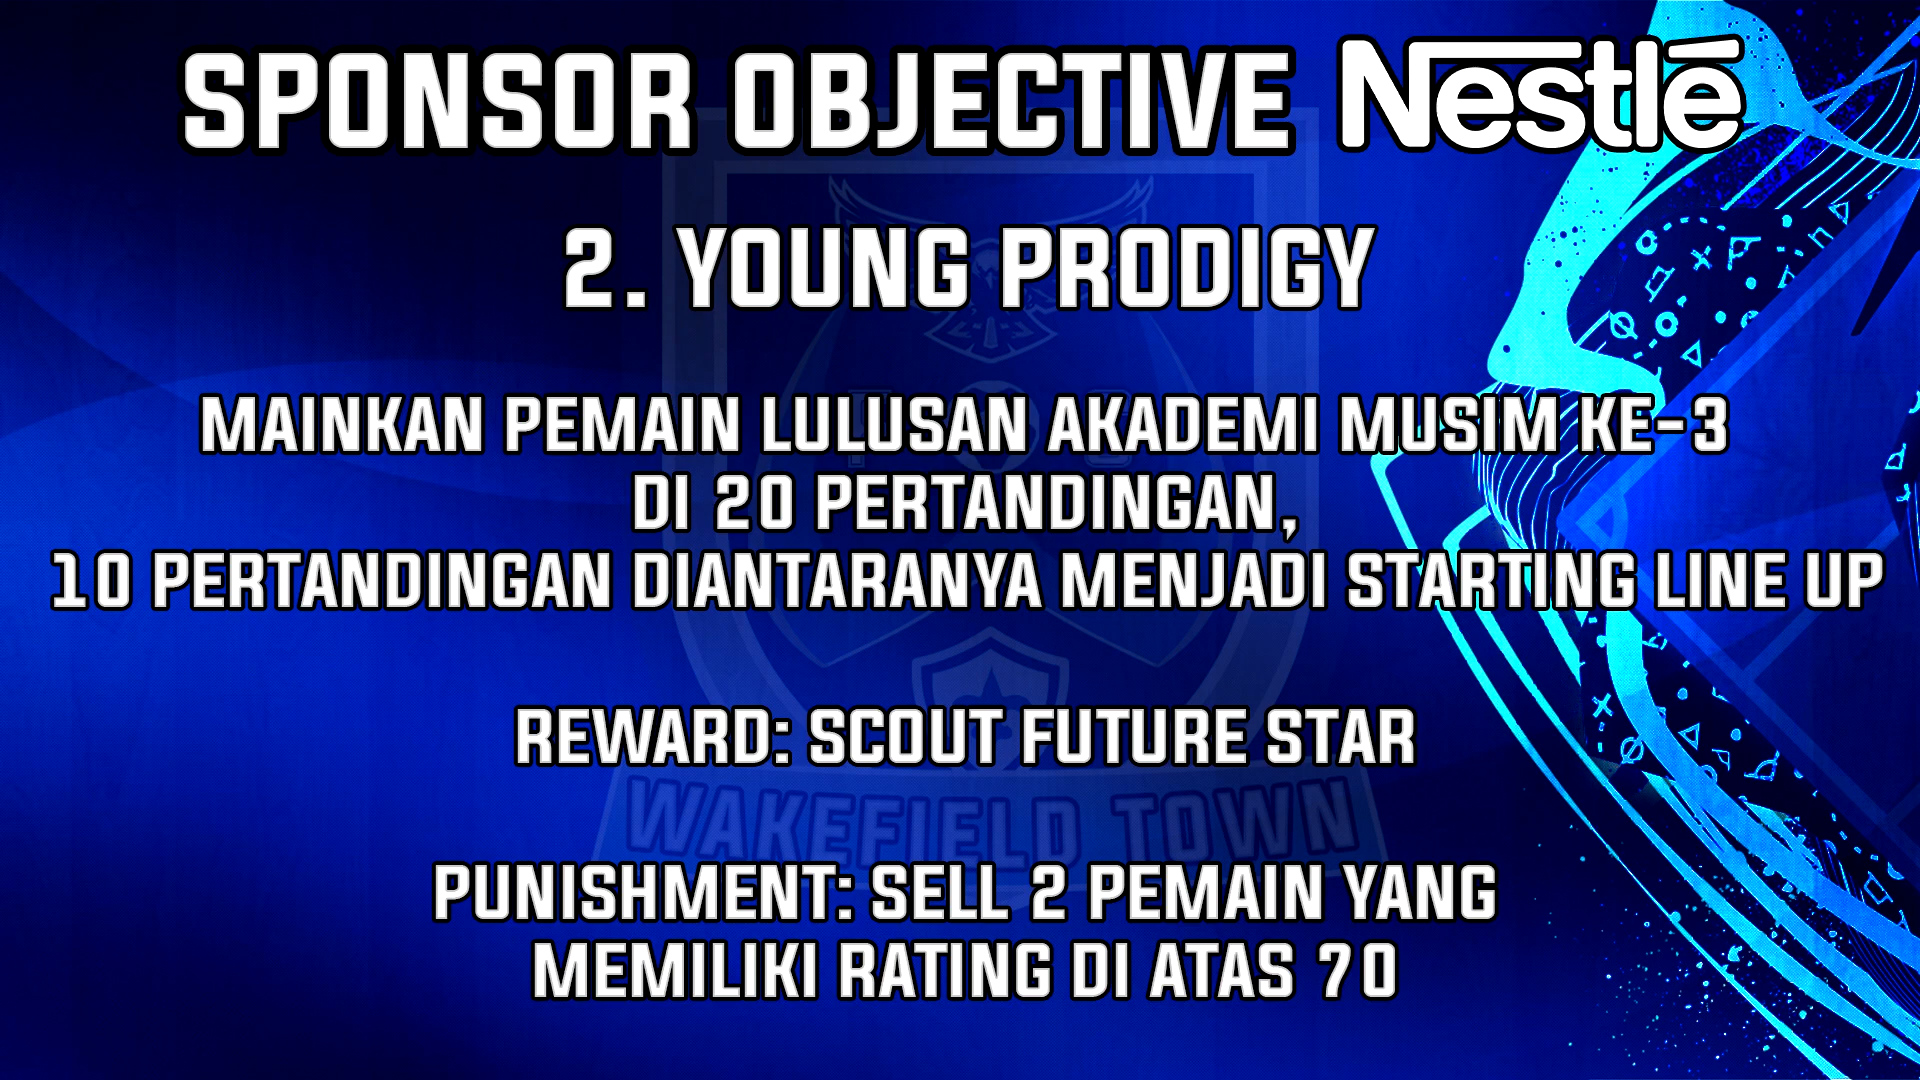 SPONSOR OBJECTIVE Nestlé
2. YOUNG PRODIGY
MAINKAN PEMAIN LULUSAN AKADEMI MUSIM KE-3
DI 20 PERTANDINGAN,
10 PERTANDINGAN DIANTARANYA MENJADI STARTING LINE UP
REWARD: SCOUT FUTURE STAR
WAKEFIELD TOWN
PUNISHMENT: SELL 2 PEMAIN YANG
MEMILIKI RATING DI ATAS 70